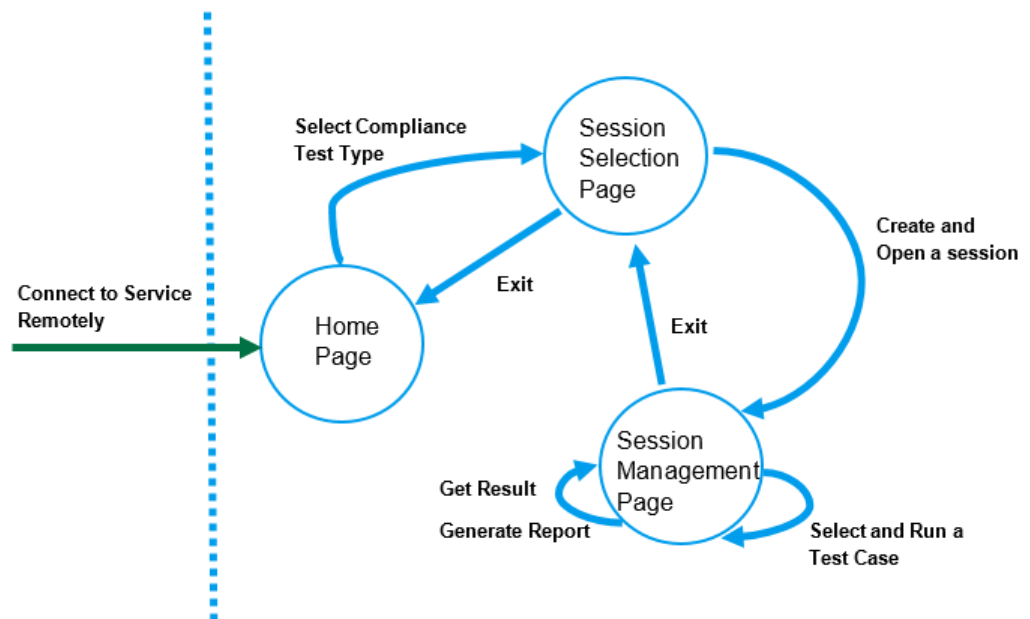 Select Compliance
Test Type
Session
Selection
Page
Create and
Open a session
Exit
Connect to Service
Remotely
Home
Page
Exit
Session
Management
Page
Get Result
Generate Report
Select and Run a
Test Case